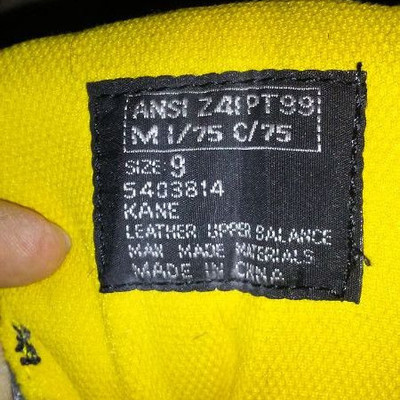 ANSI Z41PT99
M I/75 C/75
SIZE: 9
5403814
KANE
LEATHER UPPER BALANCE
MAN MADE MATERIALS
MADE IN CHINA